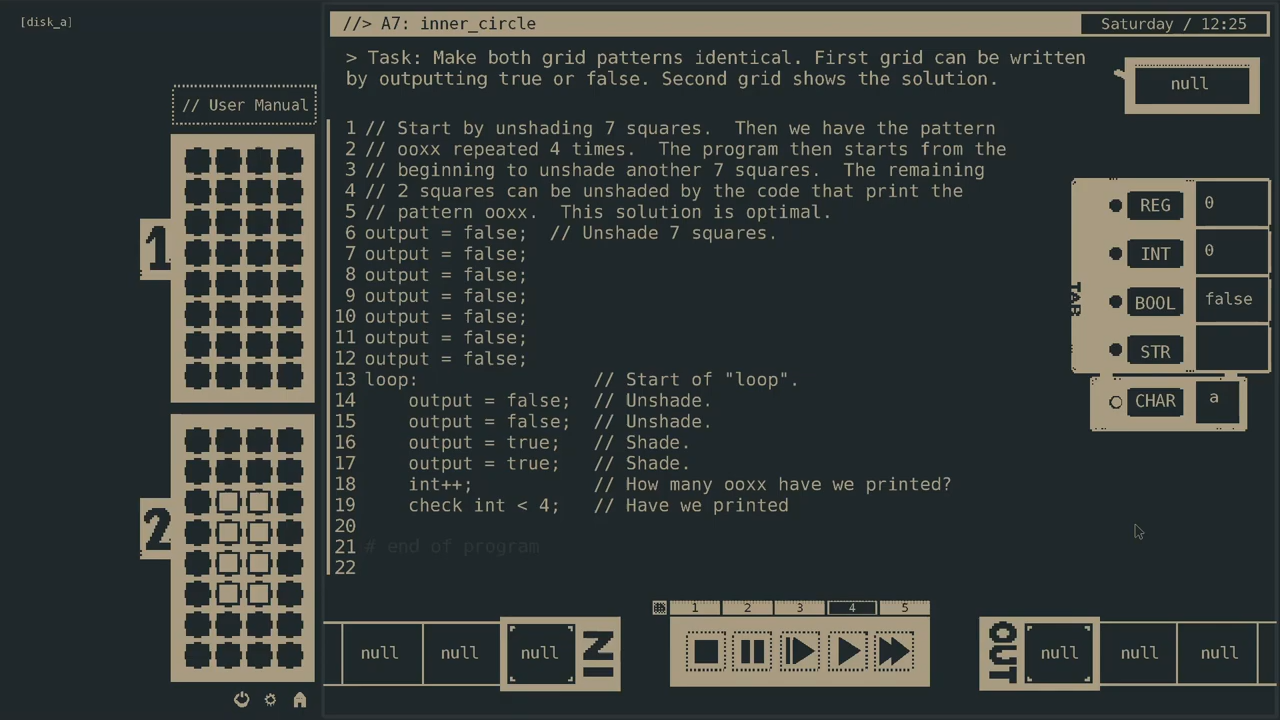 [disk_a]
//> A7: inner_circle
Saturday / 12:25
> Task: Make both grid patterns identical. First grid can be written
by outputting true or false. Second grid shows the solution.
null
// User Manual
1
2
1 // Start by unshading 7 squares.  Then we have the pattern
2 // ooxx repeated 4 times.  The program then starts from the
3 // beginning to unshade another 7 squares.  The remaining
4 // 2 squares can be unshaded by the code that print the
5 // pattern ooxx.  This solution is optimal.
6 output = false;  // Unshade 7 squares.
7 output = false;
8 output = false;
9 output = false;
10 output = false;
11 output = false;
12 output = false;
13 loop:                // Start of "loop".
14     output = false;  // Unshade.
15     output = false;  // Unshade.
16     output = true;   // Shade.
17     output = true;   // Shade.
18     int++;           // How many ooxx have we printed?
19     check int < 4;   // Have we printed
20
21 # end of program
22
TAB
REG 0
INT 0
BOOL false
STR
CHAR a
1 2 3 4 5
null null null IN
OUT null null null